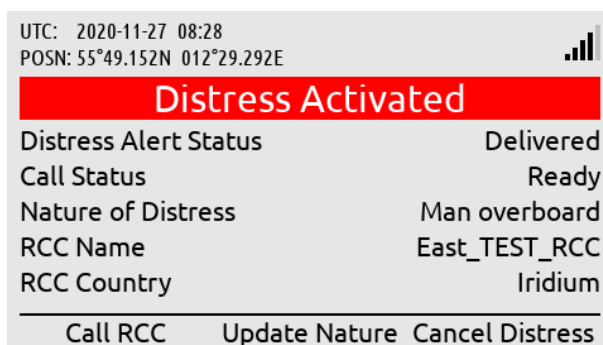 UTC: 2020-11-27 08:28
POSN: 55°49.152N 012°29.292E
Distress Activated
Distress Alert Status Delivered
Call Status Ready
Nature of Distress Man overboard
RCC Name East_TEST_RCC
RCC Country Iridium
Call RCC Update Nature Cancel Distress